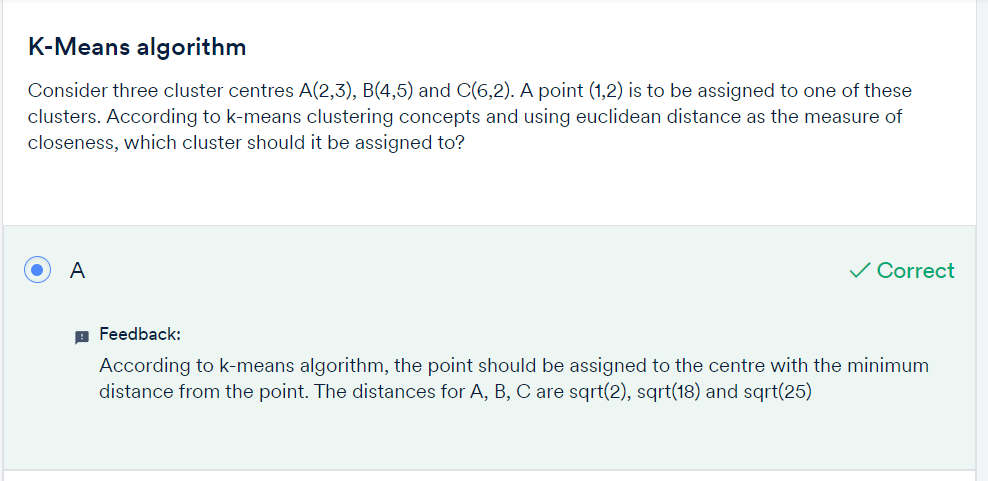 K-Means algorithm
Consider three cluster centres A(2,3), B(4,5) and C(6,2). A point (1,2) is to be assigned to one of these
clusters. According to k-means clustering concepts and using euclidean distance as the measure of
closeness, which cluster should it be assigned to?
A
Correct
Feedback:
According to k-means algorithm, the point should be assigned to the centre with the minimum
distance from the point. The distances for A, B, C are sqrt(2), sqrt(18) and sqrt(25)